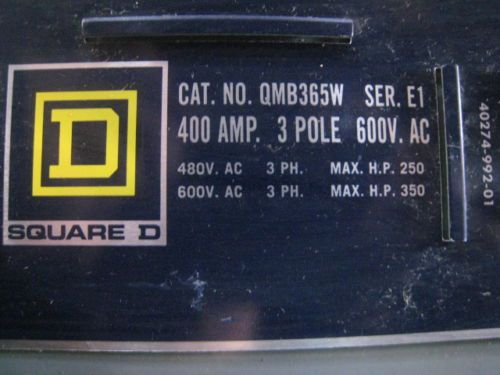 D
SQUARE D
CAT. NO. QMB365W SER. E1
400 AMP. 3 POLE 600V. AC
480V. AC 3 PH. MAX. H.P. 250
600V. AC 3 PH. MAX. H.P. 350
40274-992-01